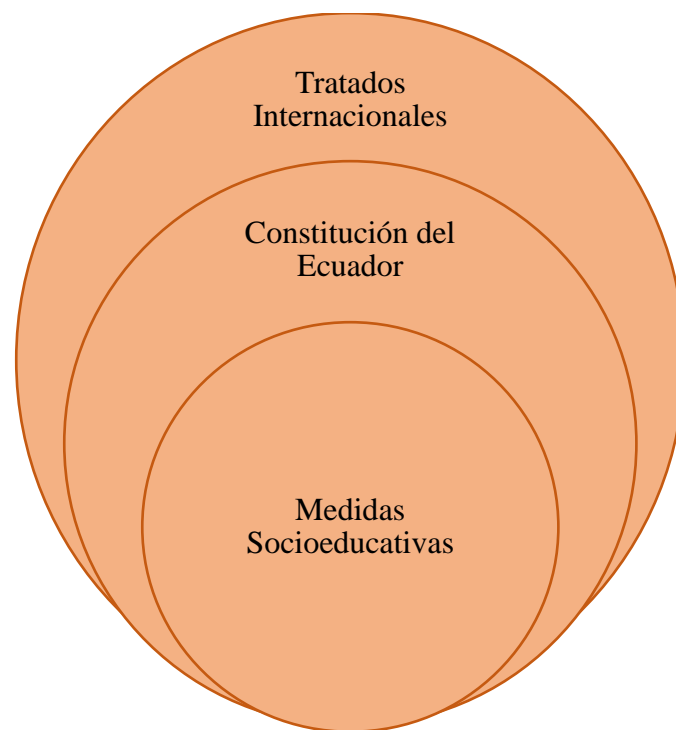 Tratados
Internacionales
Constitución del
Ecuador
Medidas
Socioeducativas